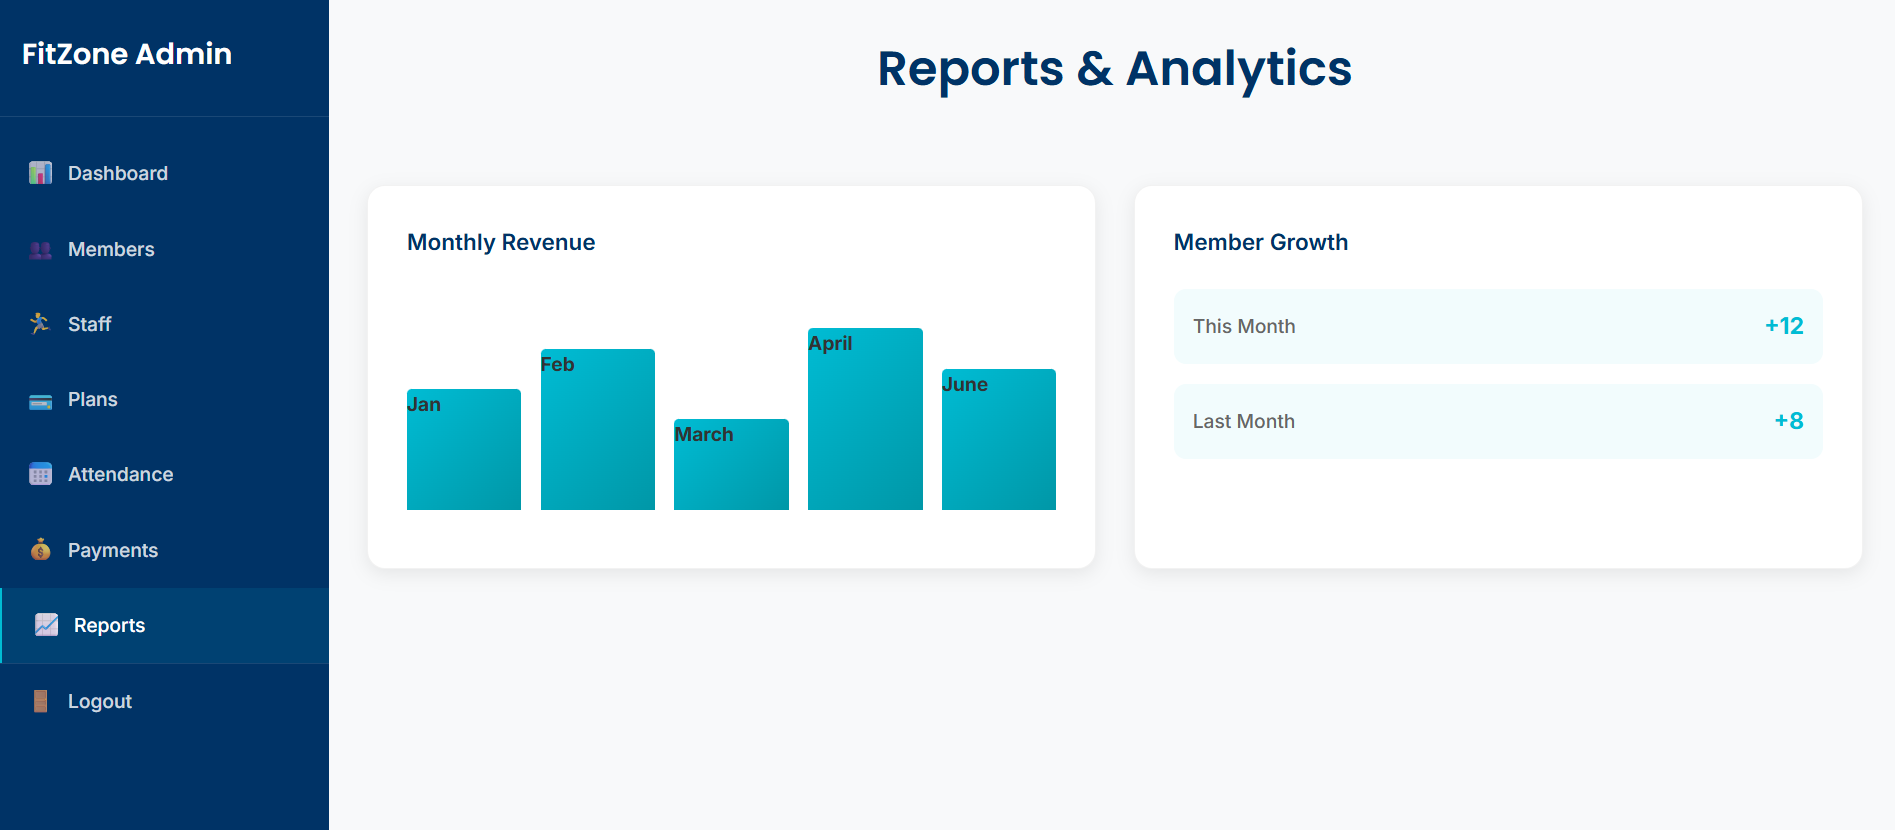 FitZone Admin
Dashboard
Members
Staff
Plans
Attendance
Payments
Reports
Logout
Reports & Analytics
Monthly Revenue
Jan
Feb
March
April
June
Member Growth
This Month +12
Last Month +8